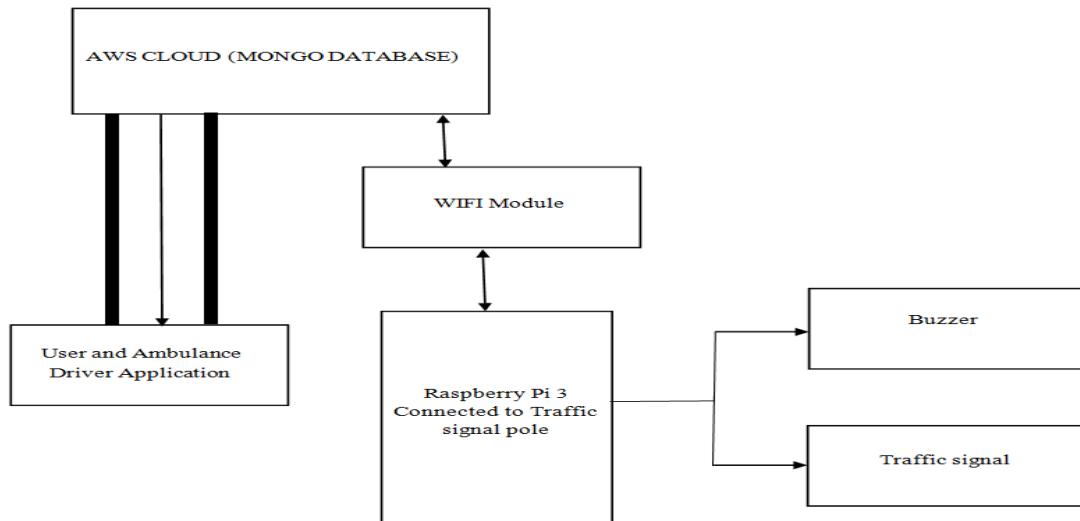 AWS CLOUD (MONGO DATABASE)
WIFI Module
User and Ambulance
Driver Application
Raspberry Pi 3
Connected to Traffic
signal pole
Buzzer
Traffic signal